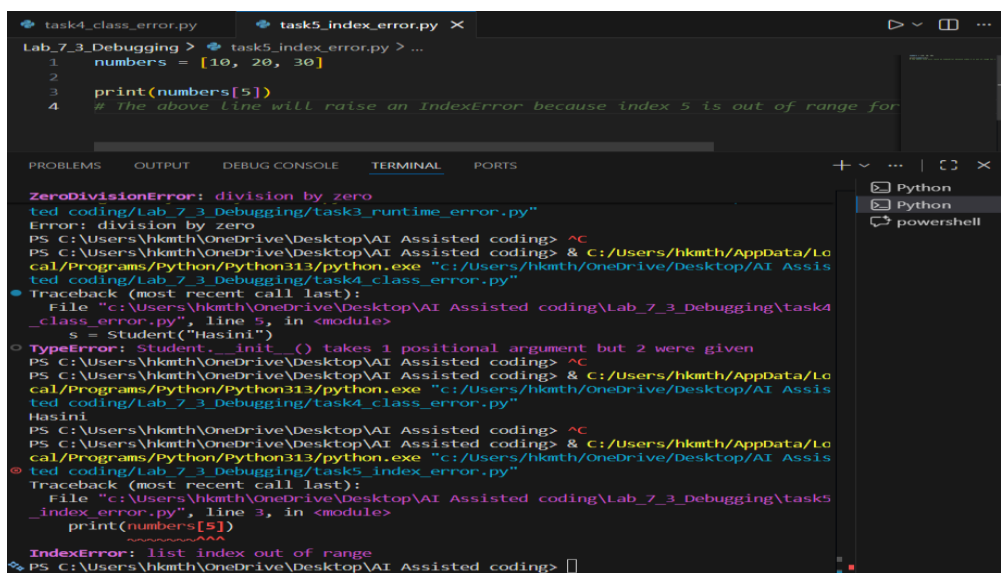 task4_class_error.py
task5_index_error.py
Lab_7_3_Debugging > task5_index_error.py > ...
1 numbers = [10, 20, 30]
2
3 print(numbers[5])
4 # The above line will raise an IndexError because index 5 is out of range for
PROBLEMS OUTPUT DEBUG CONSOLE TERMINAL PORTS
Python
Python
powershell
ZeroDivisionError: division by zero
ted coding/Lab_7_3_Debugging/task3_runtime_error.py"
Error: division by zero
PS C:\Users\hkmth\OneDrive\Desktop\AI Assisted coding> ^C
PS C:\Users\hkmth\OneDrive\Desktop\AI Assisted coding> & C:/Users/hkmth/AppData/Lo
cal/Programs/Python/Python313/python.exe "c:/Users/hkmth/OneDrive/Desktop/AI Assis
ted coding/Lab_7_3_Debugging/task4_class_error.py"
Traceback (most recent call last):
File "c:\Users\hkmth\OneDrive\Desktop\AI Assisted coding\Lab_7_3_Debugging\task4
_class_error.py", line 5, in <module>
s = Student("Hasini")
TypeError: Student.__init__() takes 1 positional argument but 2 were given
PS C:\Users\hkmth\OneDrive\Desktop\AI Assisted coding> ^C
PS C:\Users\hkmth\OneDrive\Desktop\AI Assisted coding> & C:/Users/hkmth/AppData/Lo
cal/Programs/Python/Python313/python.exe "c:/Users/hkmth/OneDrive/Desktop/AI Assis
ted coding/Lab_7_3_Debugging/task4_class_error.py"
Hasini
PS C:\Users\hkmth\OneDrive\Desktop\AI Assisted coding> ^C
PS C:\Users\hkmth\OneDrive\Desktop\AI Assisted coding> & C:/Users/hkmth/AppData/Lo
cal/Programs/Python/Python313/python.exe "c:/Users/hkmth/OneDrive/Desktop/AI Assis
ted coding/Lab_7_3_Debugging/task5_index_error.py"
Traceback (most recent call last):
File "c:\Users\hkmth\OneDrive\Desktop\AI Assisted coding\Lab_7_3_Debugging\task5
_index_error.py", line 3, in <module>
print(numbers[5])
~~~~~~~^^^
IndexError: list index out of range
PS C:\Users\hkmth\OneDrive\Desktop\AI Assisted coding>